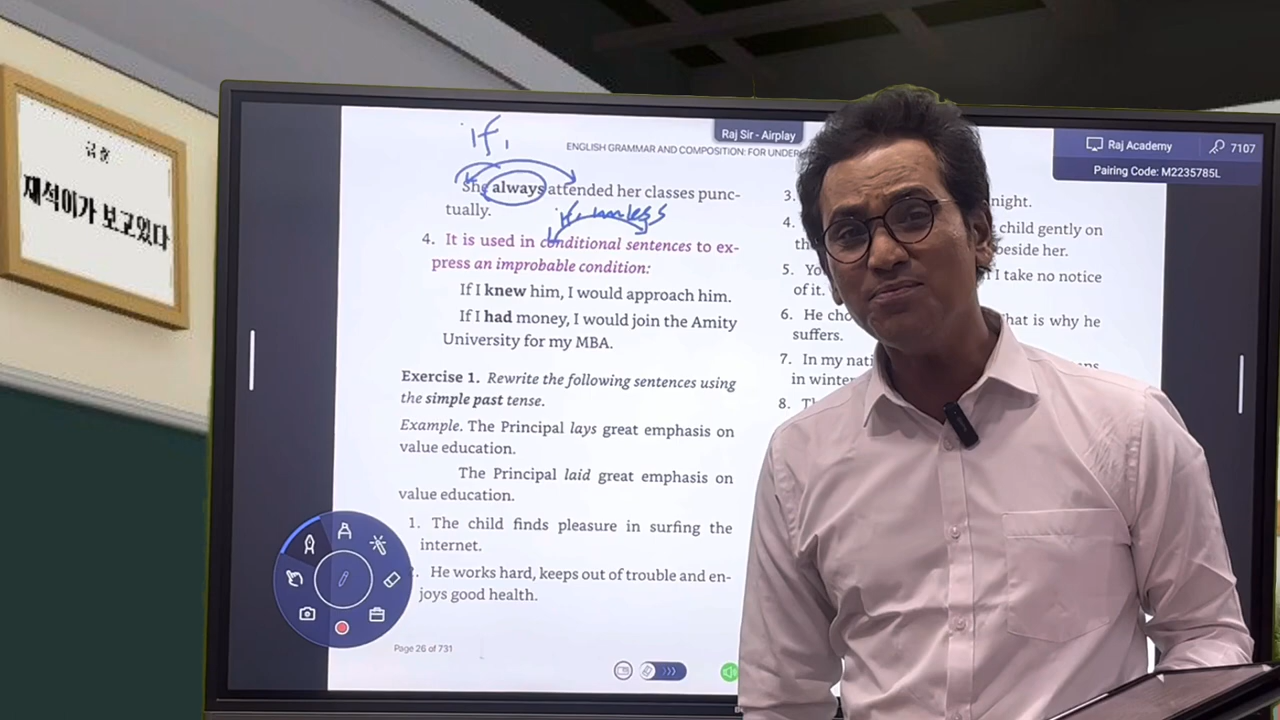 급훈
재석이가 보고있다
if,
Raj Sir - Airplay
ENGLISH GRAMMAR AND COMPOSITION: FOR UNDER
She always attended her classes punc-
tually.
if unless
4. It is used in conditional sentences to ex-
press an improbable condition:
If I knew him, I would approach him.
If I had money, I would join the Amity
University for my MBA.
Exercise 1. Rewrite the following sentences using
the simple past tense.
Example. The Principal lays great emphasis on
value education.
The Principal laid great emphasis on
value education.
1. The child finds pleasure in surfing the
internet.
He works hard, keeps out of trouble and en-
joys good health.
Page 26 of 731
Raj Academy 7107
Pairing Code: M2235785L
3. night.
4. child gently on
beside her.
5. I take no notice
of it.
6. He that is why he
suffers.
7. In my
in winter
8.